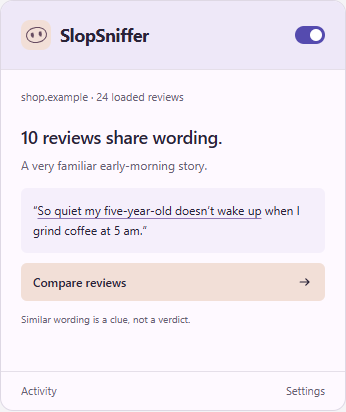 SlopSniffer
shop.example · 24 loaded reviews
10 reviews share wording.
A very familiar early-morning story.
“So quiet my five-year-old doesn’t wake up when I
grind coffee at 5 am.”
Compare reviews →
Similar wording is a clue, not a verdict.
Activity Settings